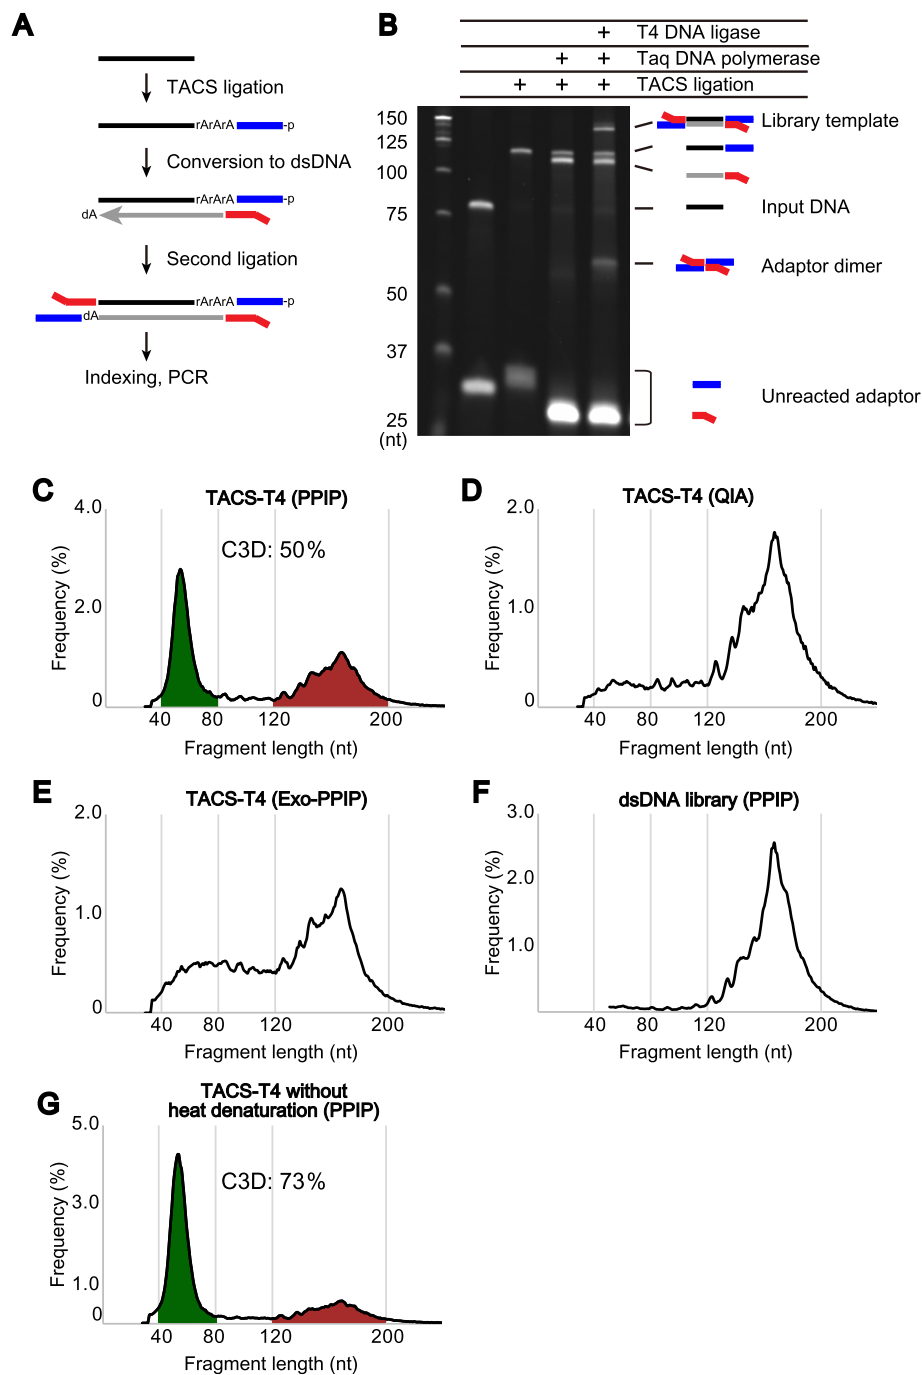 A
TACS ligation
rArArA -p
Conversion to dsDNA
rArArA -p
dA
Second ligation
rArArA -p
dA
Indexing, PCR
B
+ T4 DNA ligase
+ + Taq DNA polymerase
+ + + TACS ligation
150
125
100
75
50
37
25
(nt)
Library template
Input DNA
Adaptor dimer
Unreacted adaptor
C
TACS-T4 (PPIP)
C3D: 50%
Frequency (%)
4.0
2.0
0
40 80 120 200
Fragment length (nt)
D
TACS-T4 (QIA)
Frequency (%)
2.0
1.0
0
40 80 120 200
Fragment length (nt)
E
TACS-T4 (Exo-PPIP)
Frequency (%)
2.0
1.0
0
40 80 120 200
Fragment length (nt)
F
dsDNA library (PPIP)
Frequency (%)
3.0
2.0
1.0
0
40 80 120 200
Fragment length (nt)
G
TACS-T4 without
heat denaturation (PPIP)
C3D: 73%
Frequency (%)
5.0
3.0
1.0
0
40 80 120 200
Fragment length (nt)